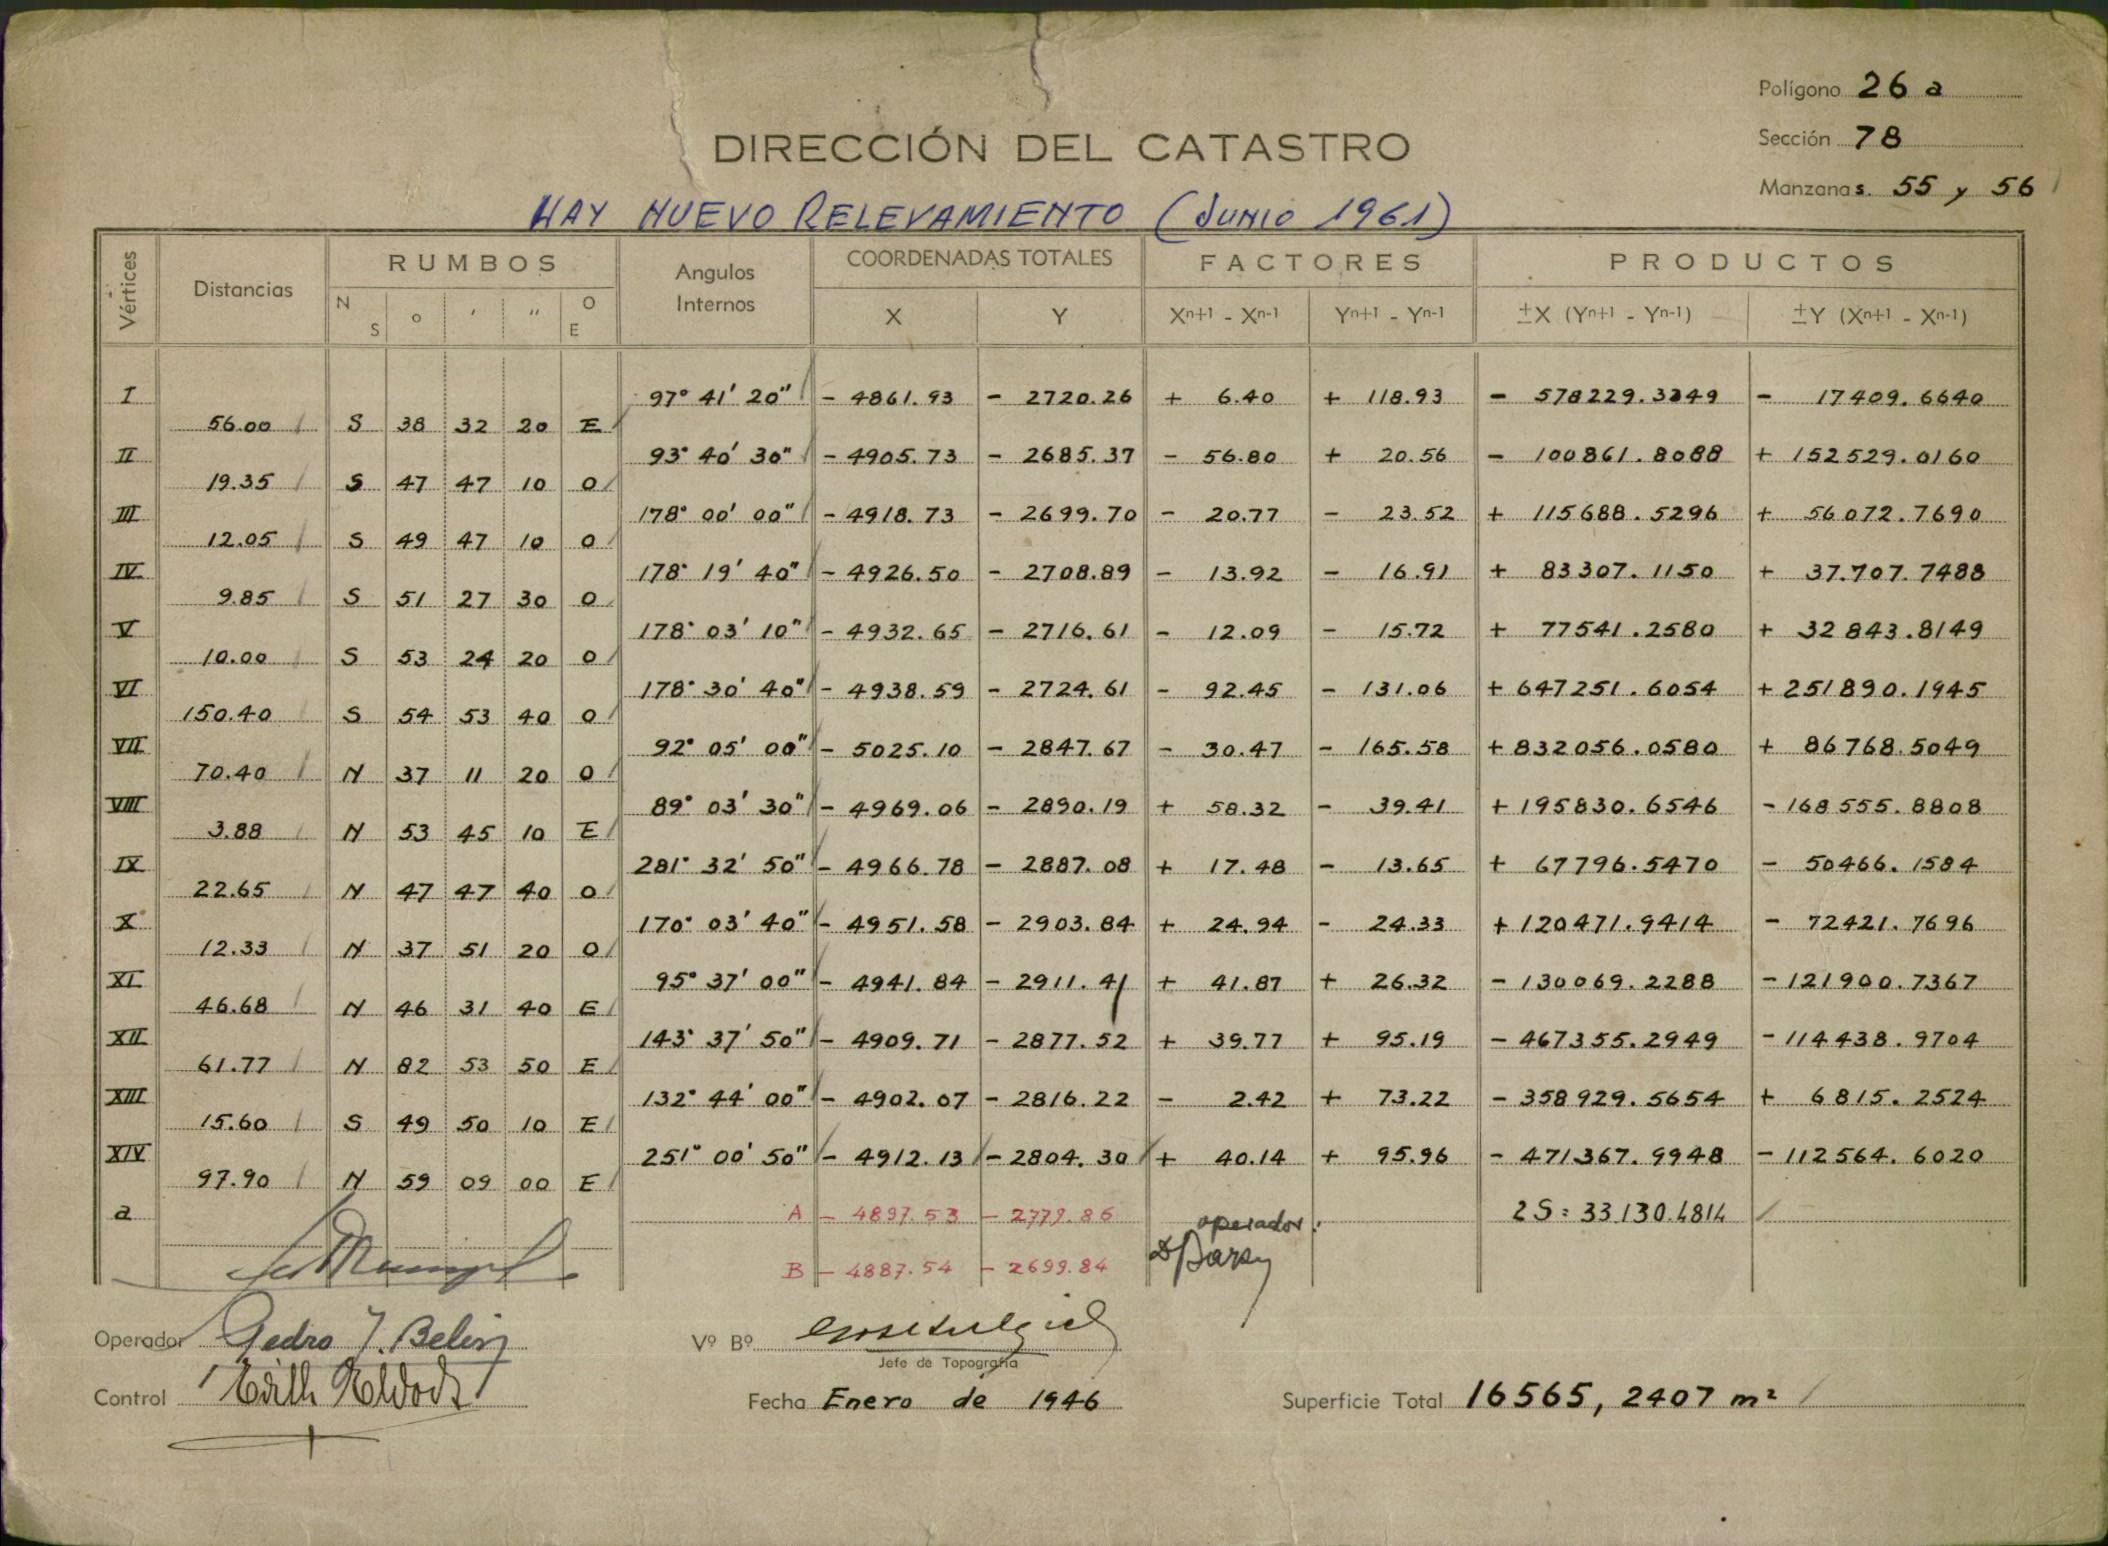 Polígono 26 a
Sección 78
Manzanas. 55 y 56
DIRECCIÓN DEL CATASTRO
HAY NUEVO RELEVAMIENTO (JUNIO 1961)
Vértices Distancias RUMBOS Angulos Internos COORDENADAS TOTALES FACTORES PRODUCTOS
N S ° ' " O E X Y Xn+1 - Xn-1 Yn+1 - Yn-1 ±X (Yn+1 - Yn-1) ±Y (Xn+1 - Xn-1)
I 97° 41' 20" - 4861.93 - 2720.26 + 6.40 + 118.93 - 578229.3349 - 17409.6640
56.00 S 38 32 20 E
II 93° 40' 30" - 4905.73 - 2685.37 - 56.80 + 20.56 - 100861.8088 + 152529.0160
19.35 S 47 47 10 O
III 178° 00' 00" - 4918.73 - 2699.70 - 20.77 - 23.52 + 115688.5296 + 56072.7690
12.05 S 49 47 10 O
IV 178° 19' 40" - 4926.50 - 2708.89 - 13.92 - 16.91 + 83307.1150 + 37.707.7488
9.85 S 51 27 30 O
V 178° 03' 10" - 4932.65 - 2716.61 - 12.09 - 15.72 + 77541.2580 + 32843.8149
10.00 S 53 24 20 O
VI 178° 30' 40" - 4938.59 - 2724.61 - 92.45 - 131.06 + 647251.6054 + 251890.1945
150.40 S 54 53 40 O
VII 92° 05' 00" - 5025.10 - 2847.67 - 30.47 - 165.58 + 832056.0580 + 86768.5049
70.40 N 37 11 20 O
VIII 89° 03' 30" - 4969.06 - 2890.19 + 58.32 - 39.41 + 195830.6546 - 168555.8808
3.88 N 53 45 10 E
IX 281° 32' 50" - 4966.78 - 2887.08 + 17.48 - 13.65 + 67796.5470 - 50466.1584
22.65 N 47 47 40 O
X 170° 03' 40" - 4951.58 - 2903.84 + 24.94 - 24.33 + 120471.9414 - 72421.7696
12.33 N 37 51 20 O
XI 95° 37' 00" - 4941.84 - 2911.41 + 41.87 + 26.32 - 130069.2288 - 121900.7367
46.68 N 46 31 40 E
XII 143° 37' 50" - 4909.71 - 2877.52 + 39.77 + 95.19 - 467355.2949 - 114438.9704
61.77 N 82 53 50 E
XIII 132° 44' 00" - 4902.07 - 2816.22 - 2.42 + 73.22 - 358929.5654 + 6815.2524
15.60 S 49 50 10 E
XIV 251° 00' 50" - 4912.13 - 2804.30 + 40.14 + 95.96 - 471367.9948 - 112564.6020
97.90 N 59 09 00 E
a A - 4897.53 - 2779.86 2S: 33130.4814
operador:
B - 4887.54 - 2699.84
Operador Pedro J. Belin
Vº Bº
Jefe de Topografía
Control Edith
Fecha Enero de 1946
Superficie Total 16565,2407 m²